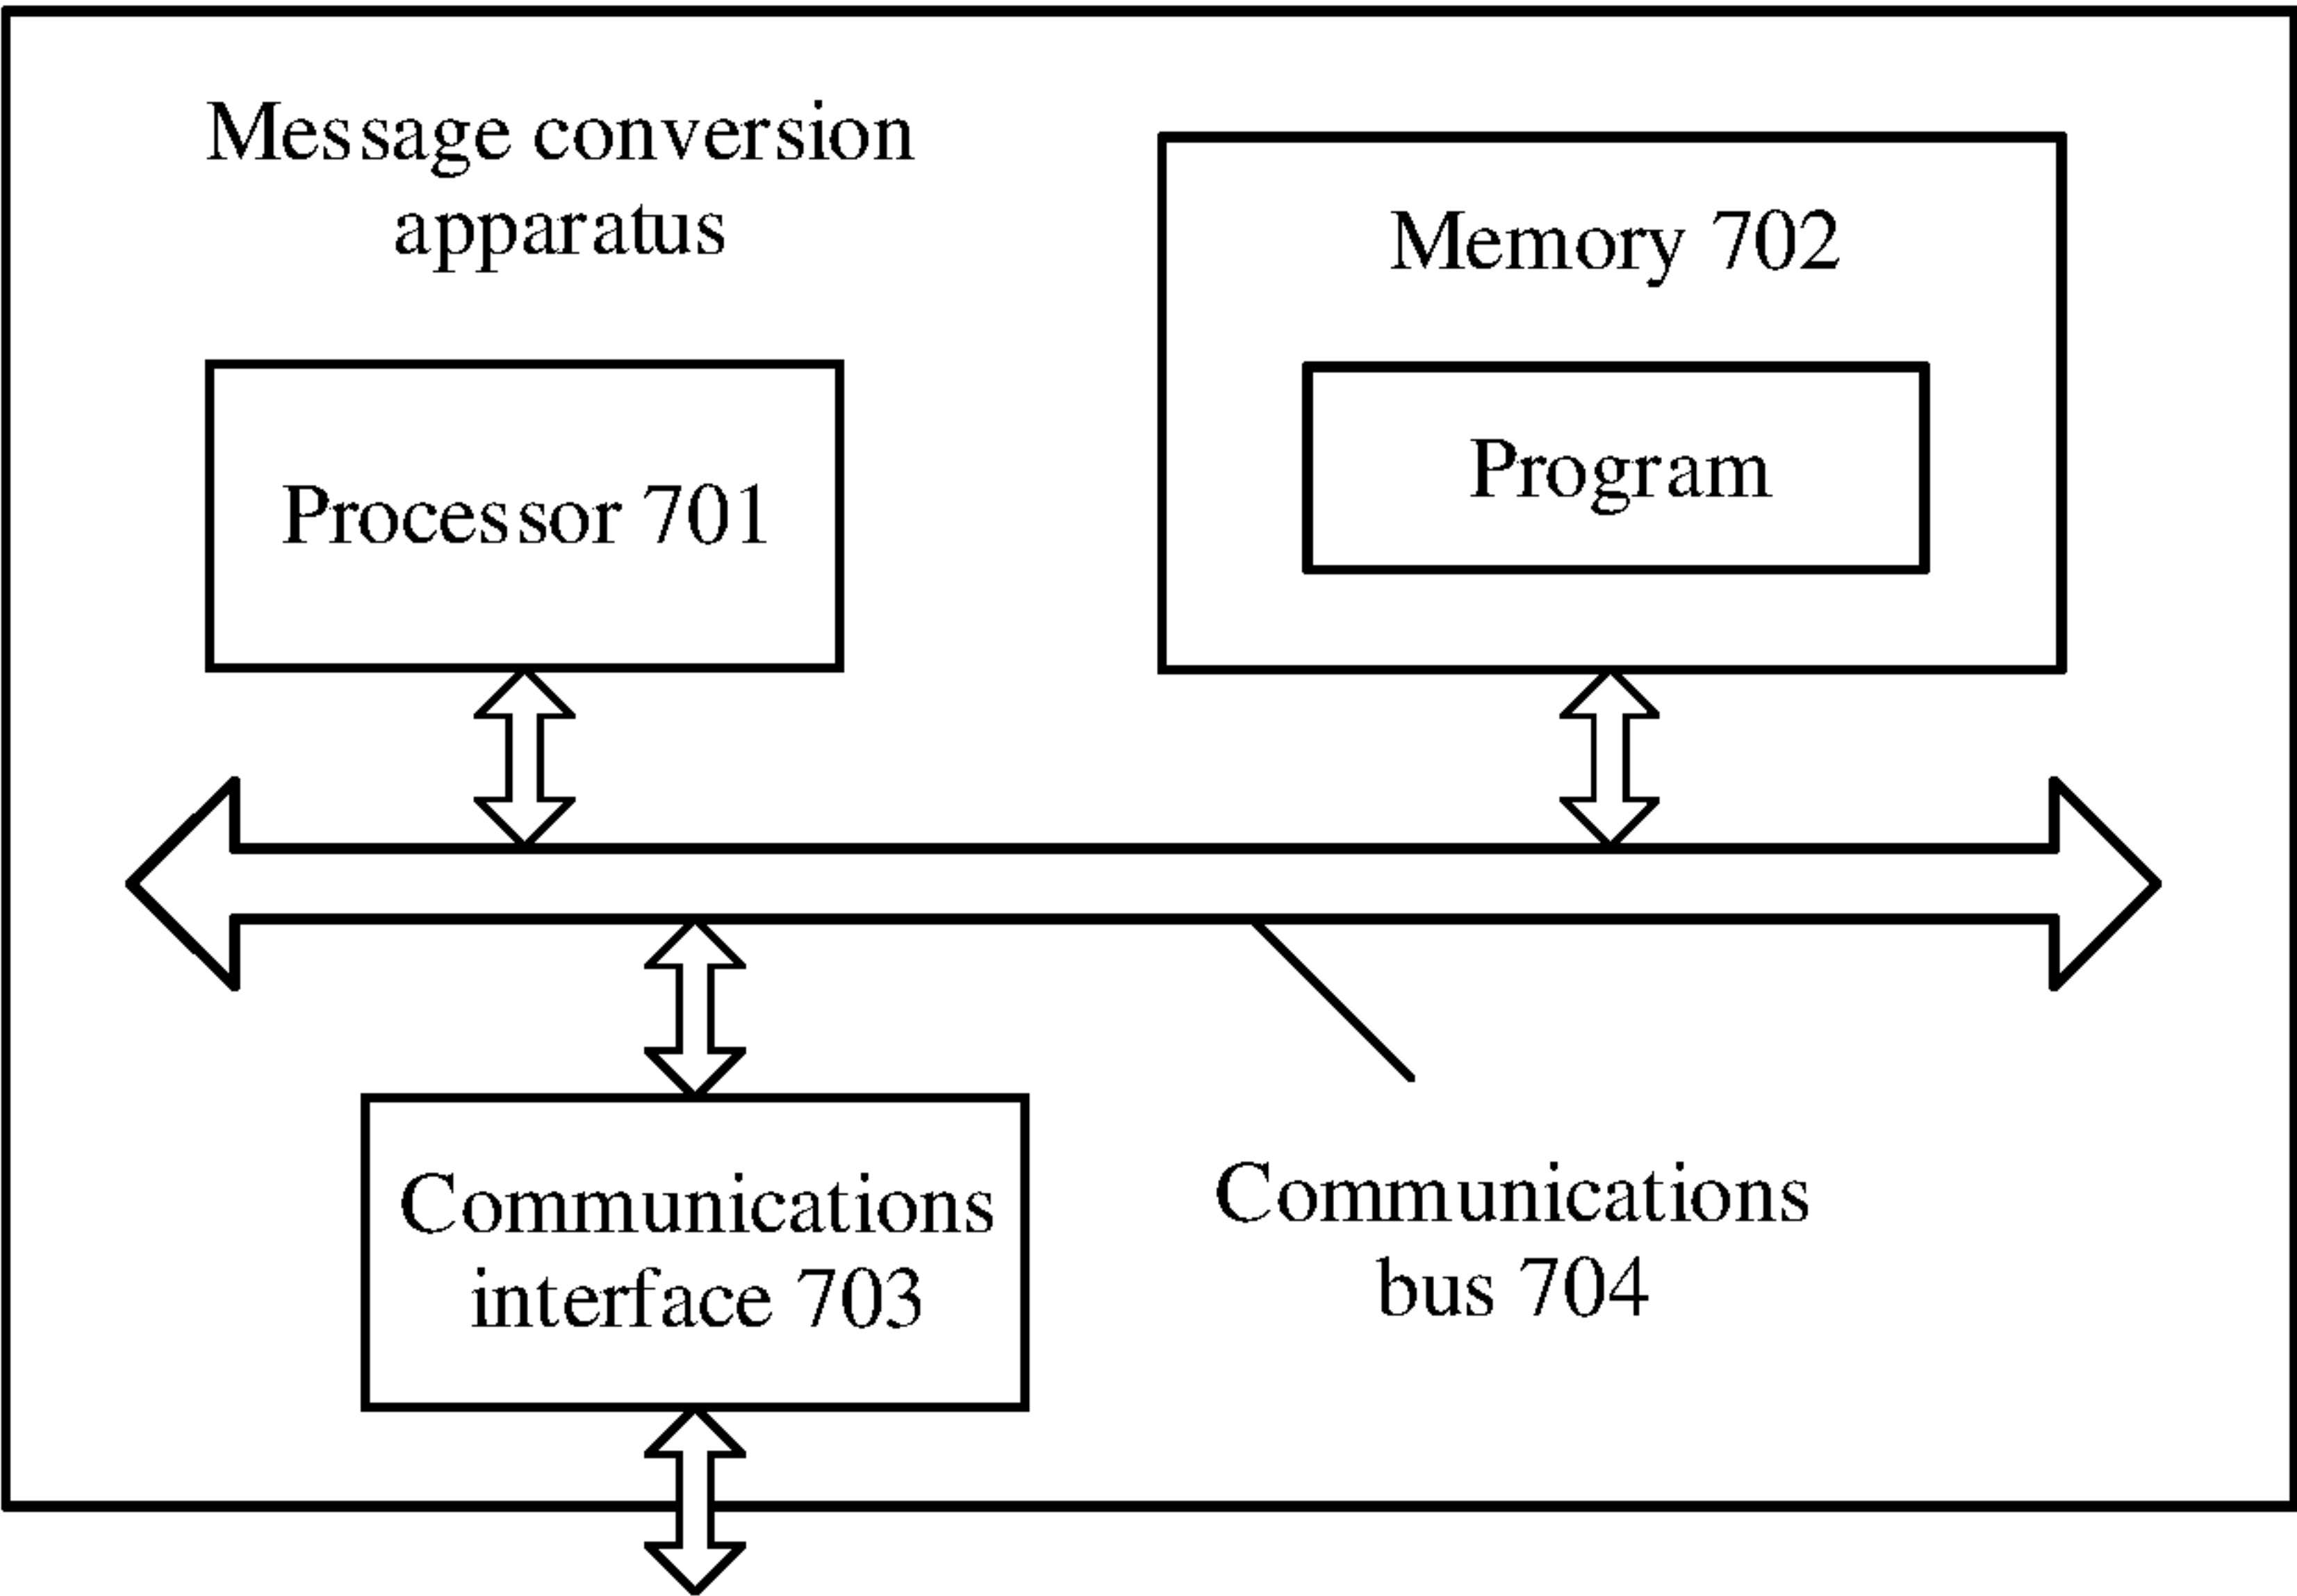 Message conversion
apparatus
Memory 702
Program
Processor 701
Communications
interface 703
Communications
bus 704